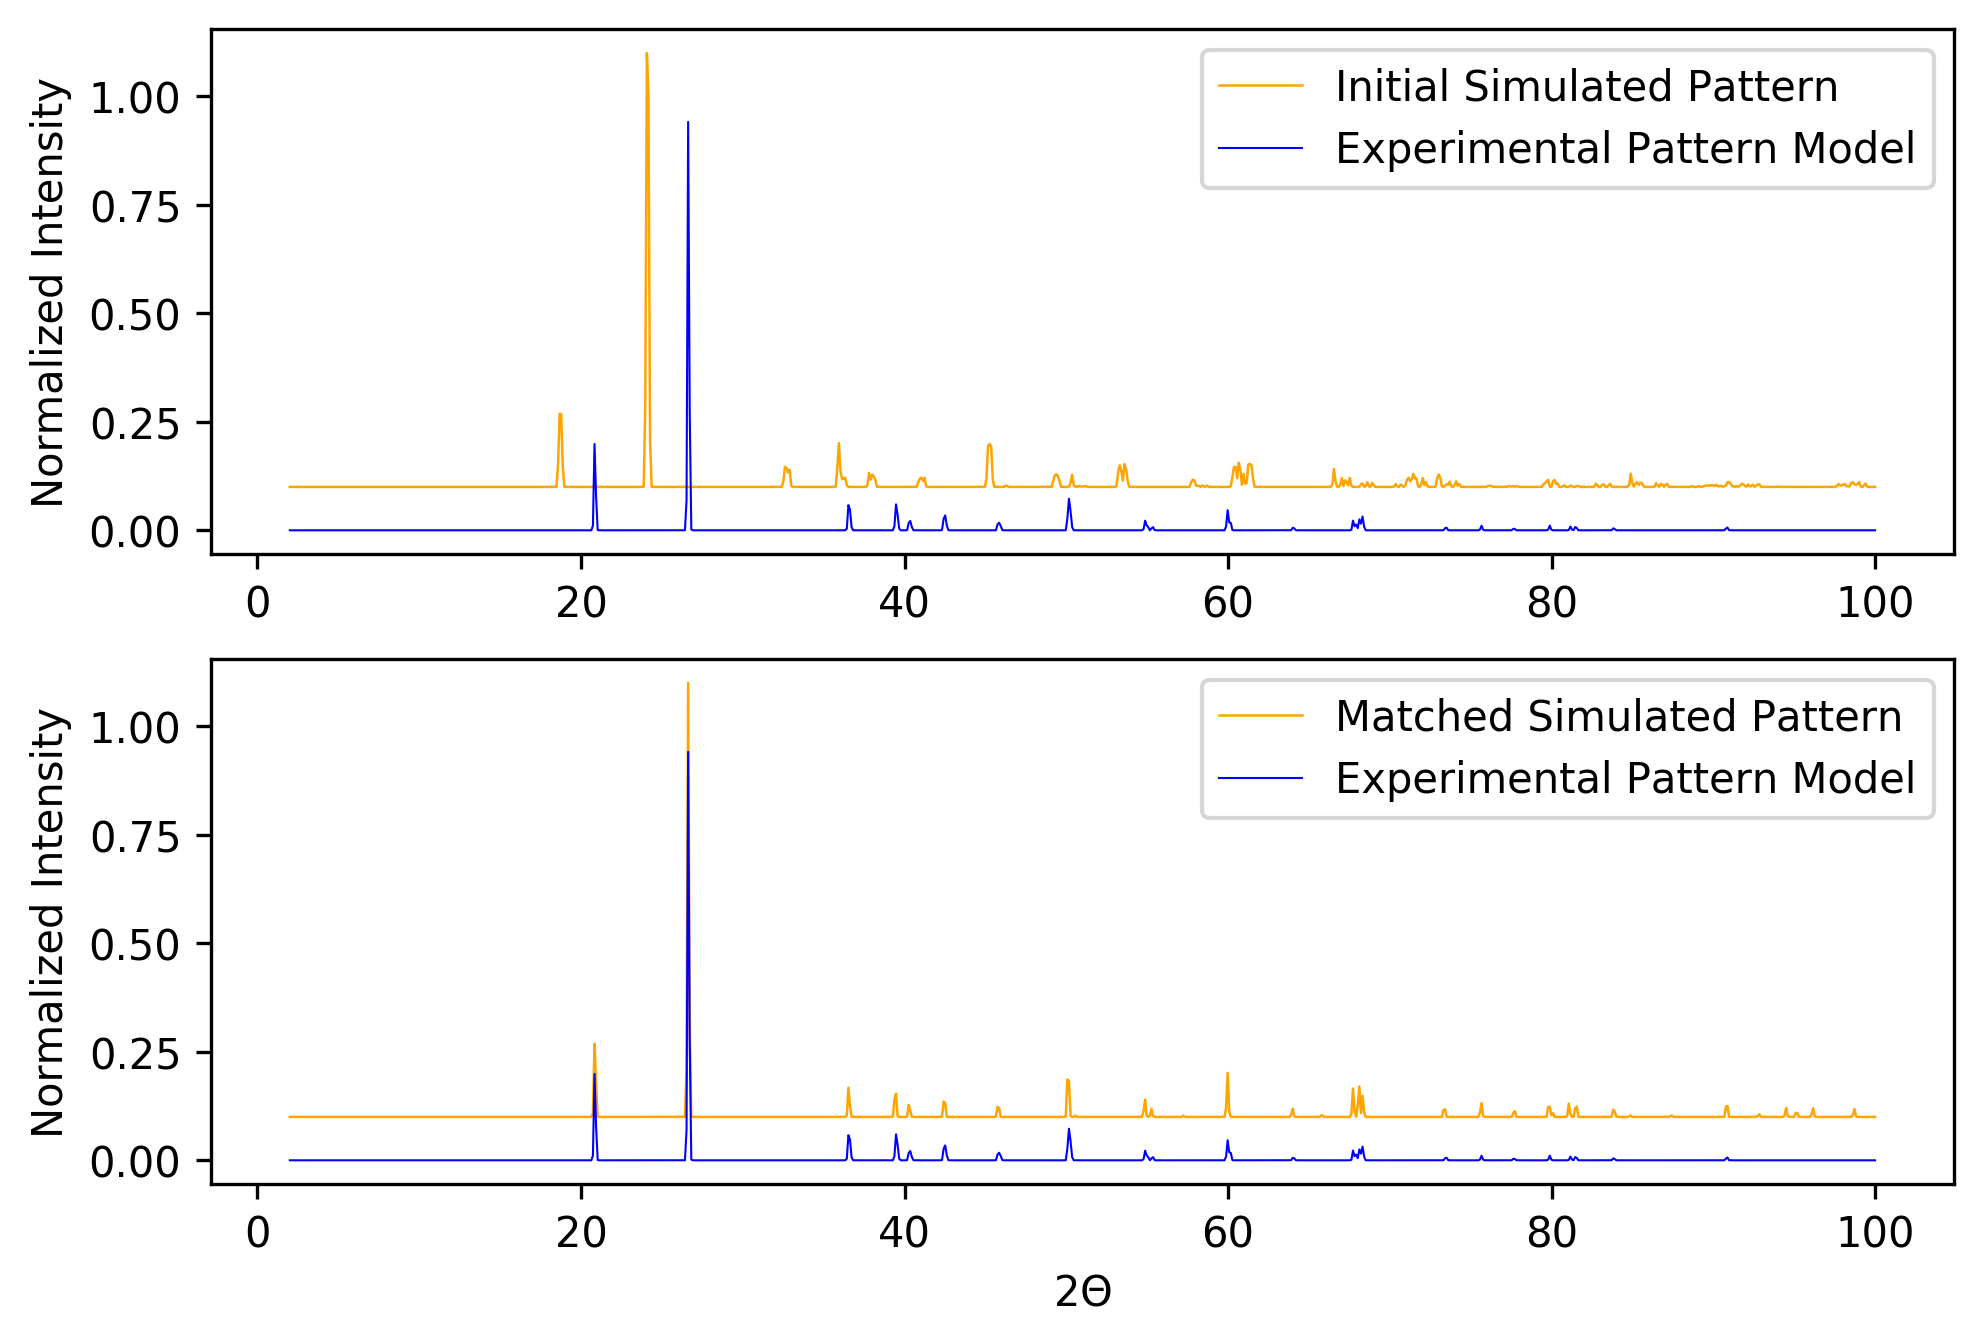 Normalized Intensity
1.00
0.75
0.50
0.25
0.00
Initial Simulated Pattern
Experimental Pattern Model
0 20 40 60 80 100
Normalized Intensity
1.00
0.75
0.50
0.25
0.00
Matched Simulated Pattern
Experimental Pattern Model
0 20 40 60 80 100
2Θ